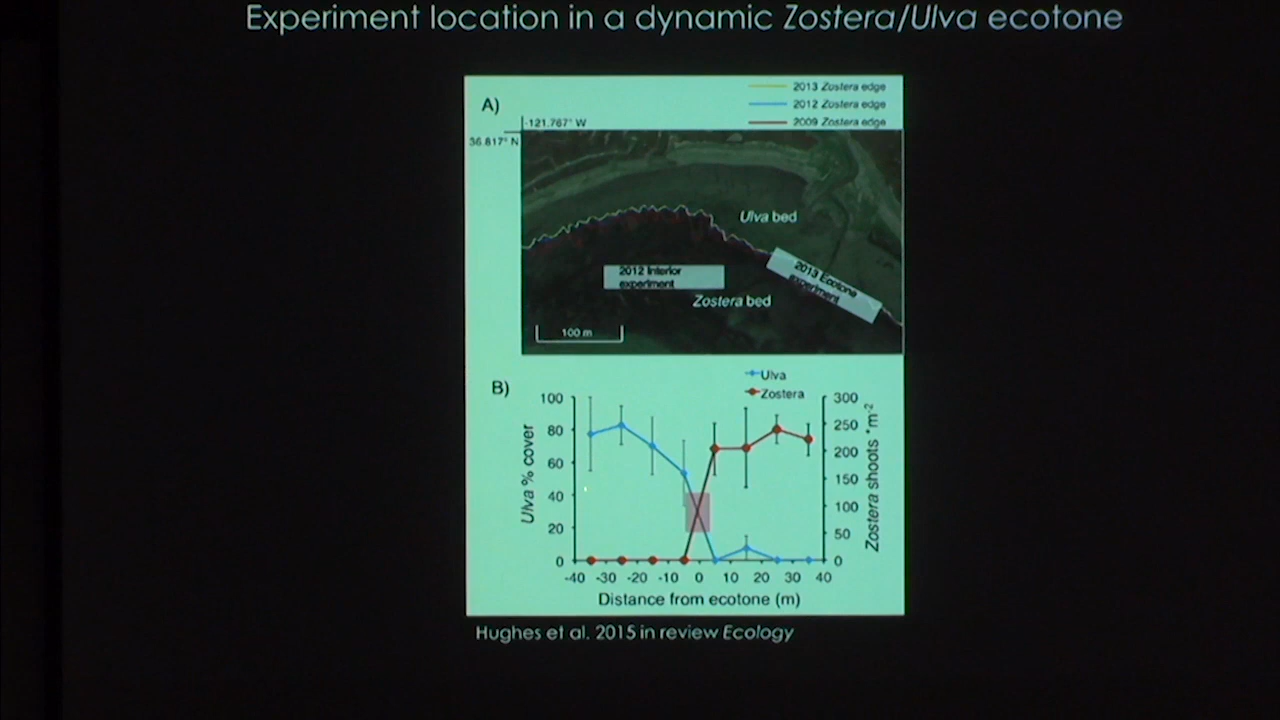 Experiment location in a dynamic Zostera/Ulva ecotone
A)
2013 Zostera edge
2012 Zostera edge
2009 Zostera edge
-121.767° W
36.817° N
Ulva bed
2012 Interior
experiment
2013 Ecotone
experiment
Zostera bed
100 m
B)
Ulva
Zostera
100
80
60
40
20
0
Ulva % cover
300
250
200
150
100
50
0
Zostera shoots *m-2
-40 -30 -20 -10 0 10 20 30 40
Distance from ecotone (m)
Hughes et al. 2015 in review Ecology